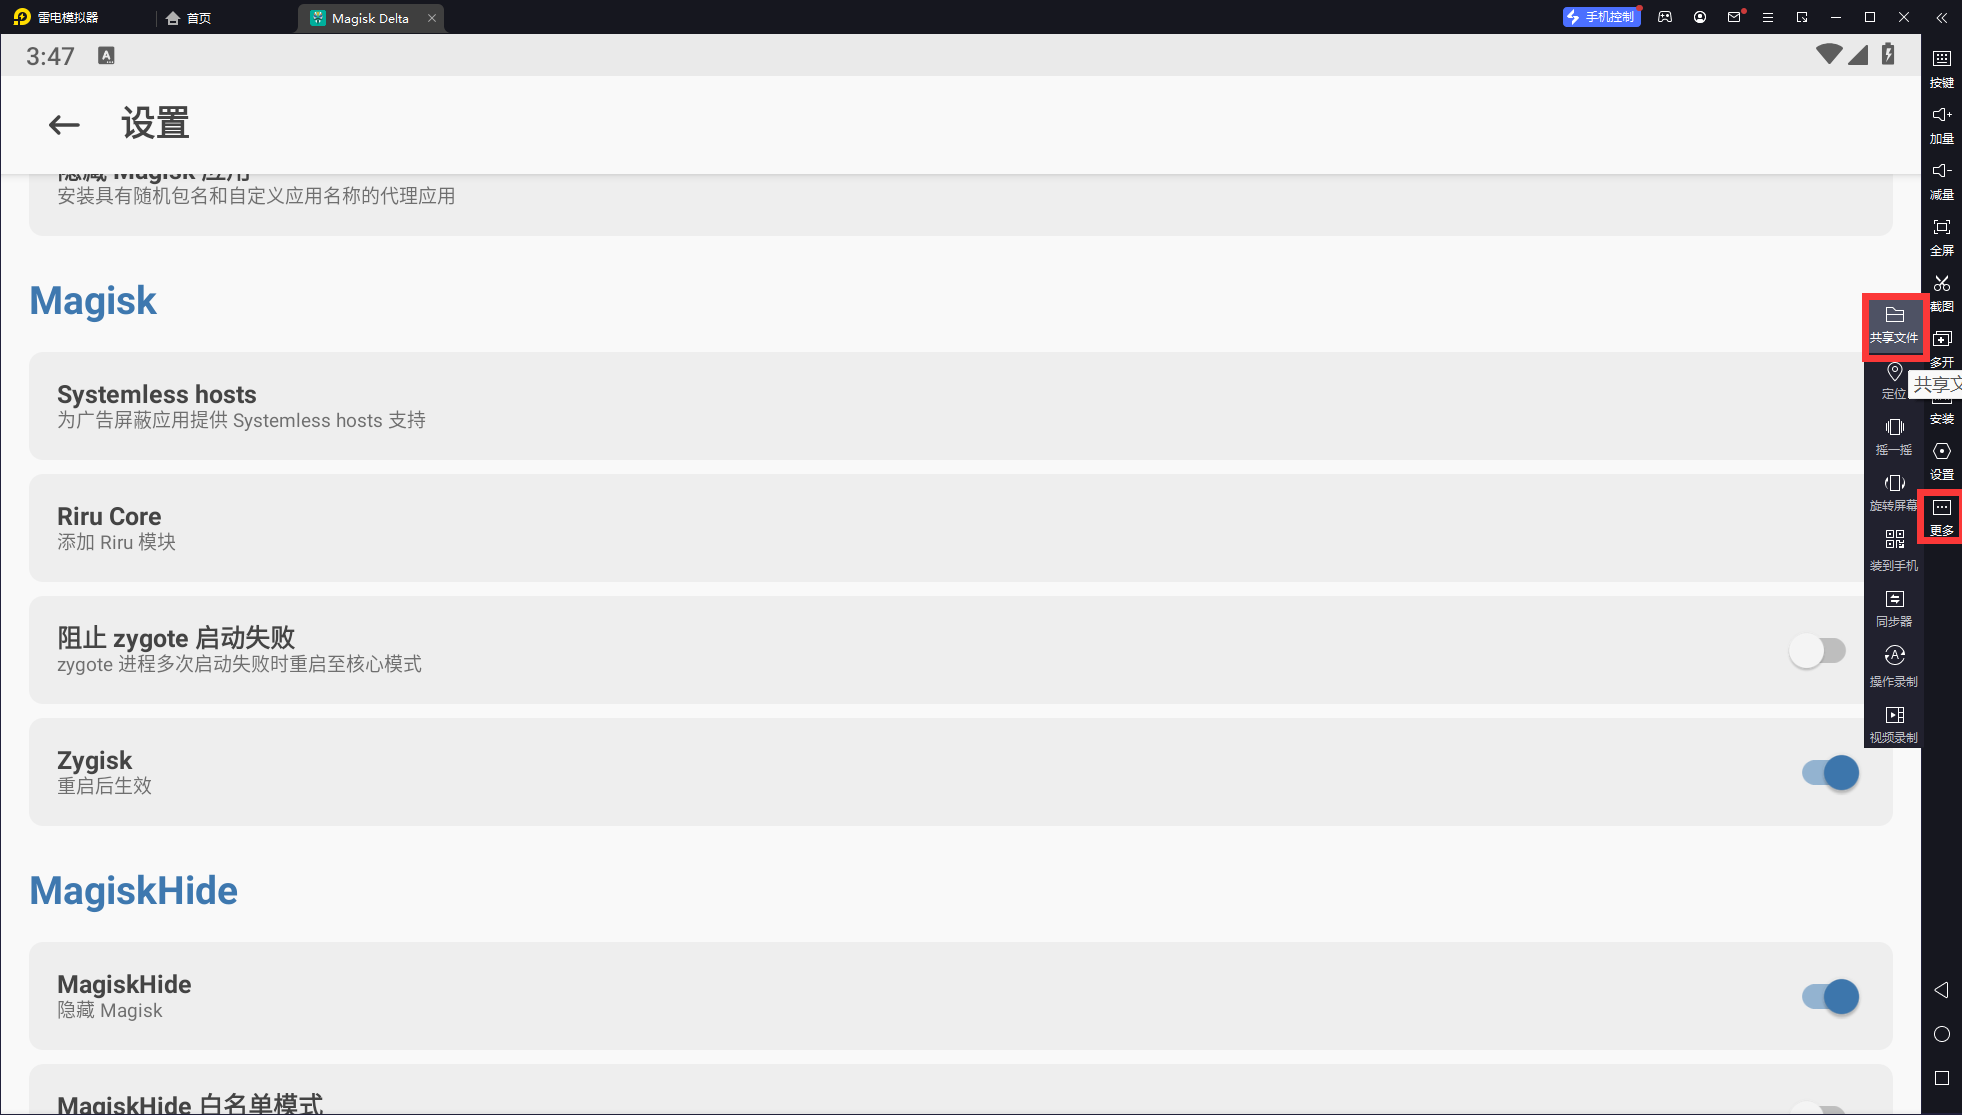 雷电模拟器
首页
Magisk Delta
手机控制
3:47
A
设置
隐藏 Magisk 应用
安装具有随机包名和自定义应用名称的代理应用
Magisk
Systemless hosts
为广告屏蔽应用提供 Systemless hosts 支持
Riru Core
添加 Riru 模块
阻止 zygote 启动失败
zygote 进程多次启动失败时重启至核心模式
Zygisk
重启后生效
MagiskHide
MagiskHide
隐藏 Magisk
MagiskHide 白名单模式
共享文件
定位
摇一摇
旋转屏幕
装到手机
同步器
操作录制
视频录制
按键
加量
减量
全屏
截图
多开
共享文
安装
设置
更多